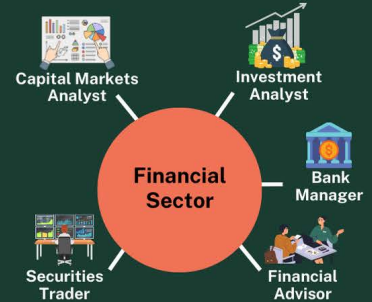 Capital Markets
Analyst
Investment
Analyst
Financial
Sector
Bank
Manager
Securities
Trader
Financial
Advisor